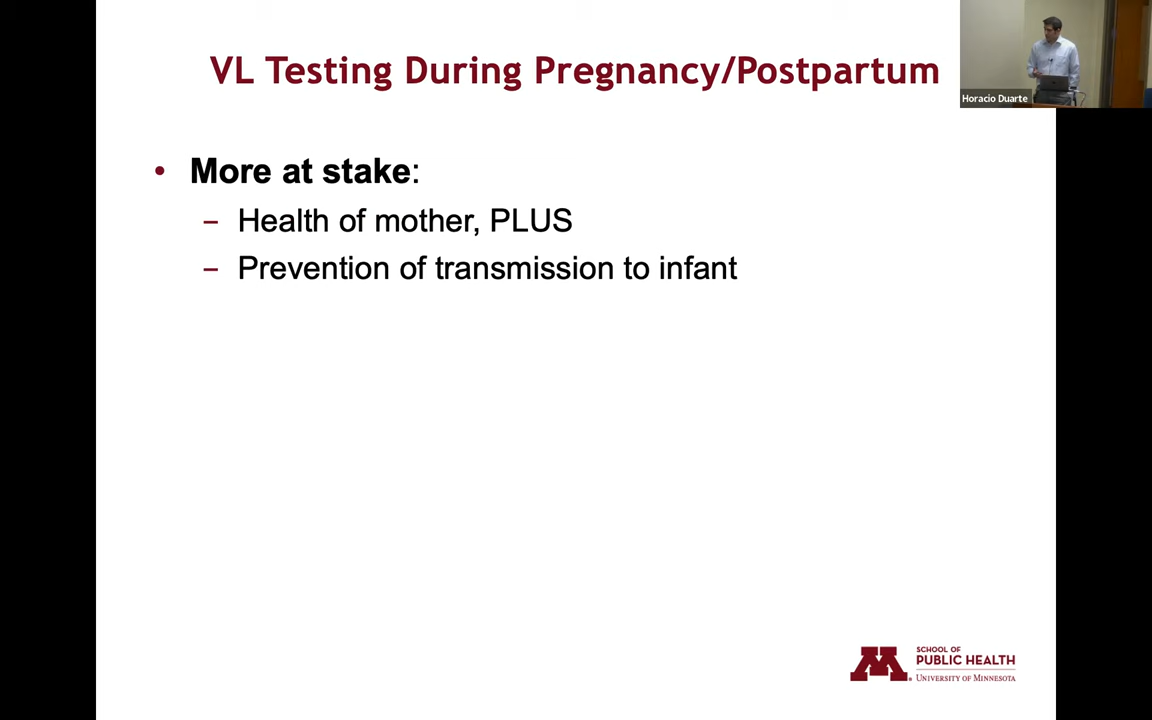 VL Testing During Pregnancy/Postpartum
Horacio Duarte
• More at stake:
– Health of mother, PLUS
– Prevention of transmission to infant
M
SCHOOL OF
PUBLIC HEALTH
UNIVERSITY OF MINNESOTA